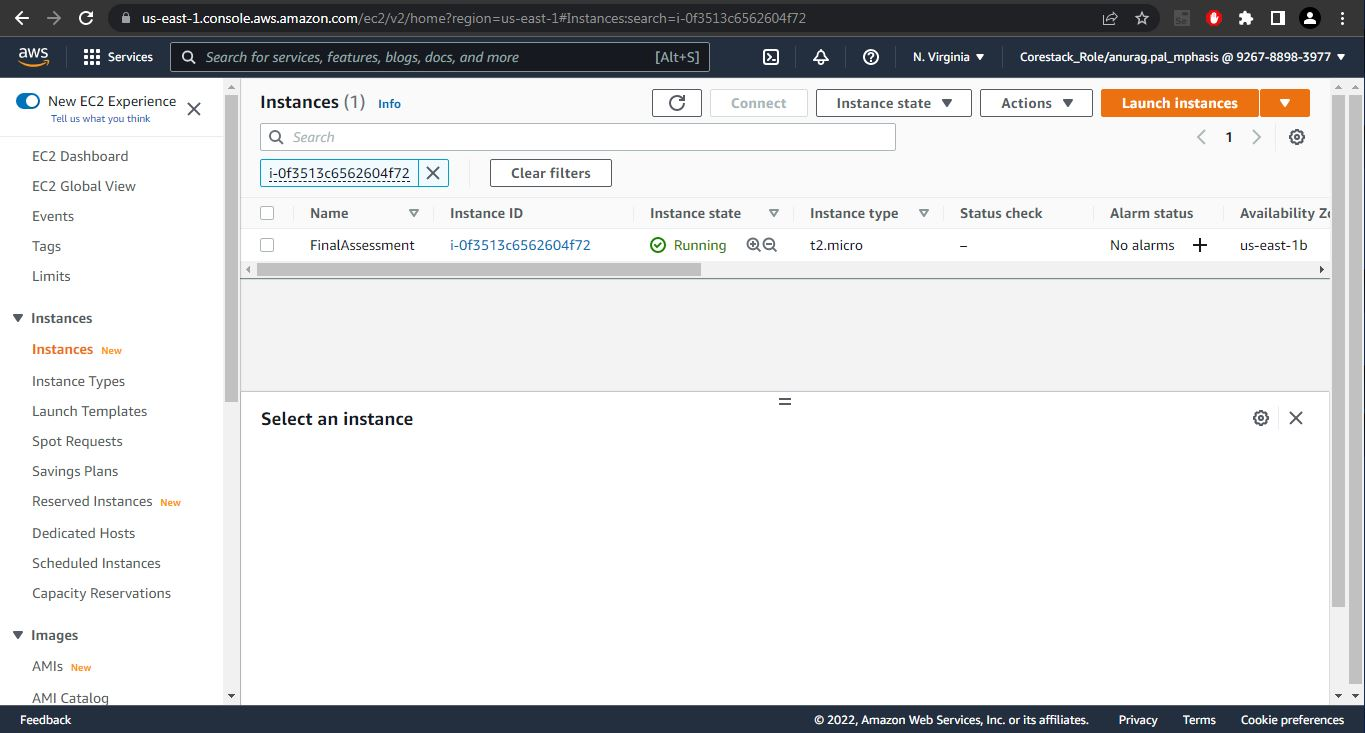 us-east-1.console.aws.amazon.com/ec2/v2/home?region=us-east-1#Instances:search=i-0f3513c6562604f72
aws Services Search for services, features, blogs, docs, and more [Alt+S] N. Virginia Corestack_Role/anurag.pal_mphasis @ 9267-8898-3977
New EC2 Experience
Tell us what you think
EC2 Dashboard
EC2 Global View
Events
Tags
Limits
Instances
Instances New
Instance Types
Launch Templates
Spot Requests
Savings Plans
Reserved Instances New
Dedicated Hosts
Scheduled Instances
Capacity Reservations
Images
AMIs New
AMI Catalog
Instances (1) Info Connect Instance state Actions Launch instances
Search 1
i-0f3513c6562604f72 Clear filters
Name Instance ID Instance state Instance type Status check Alarm status Availability Zo
FinalAssessment i-0f3513c6562604f72 Running t2.micro – No alarms us-east-1b
Select an instance
Feedback © 2022, Amazon Web Services, Inc. or its affiliates. Privacy Terms Cookie preferences